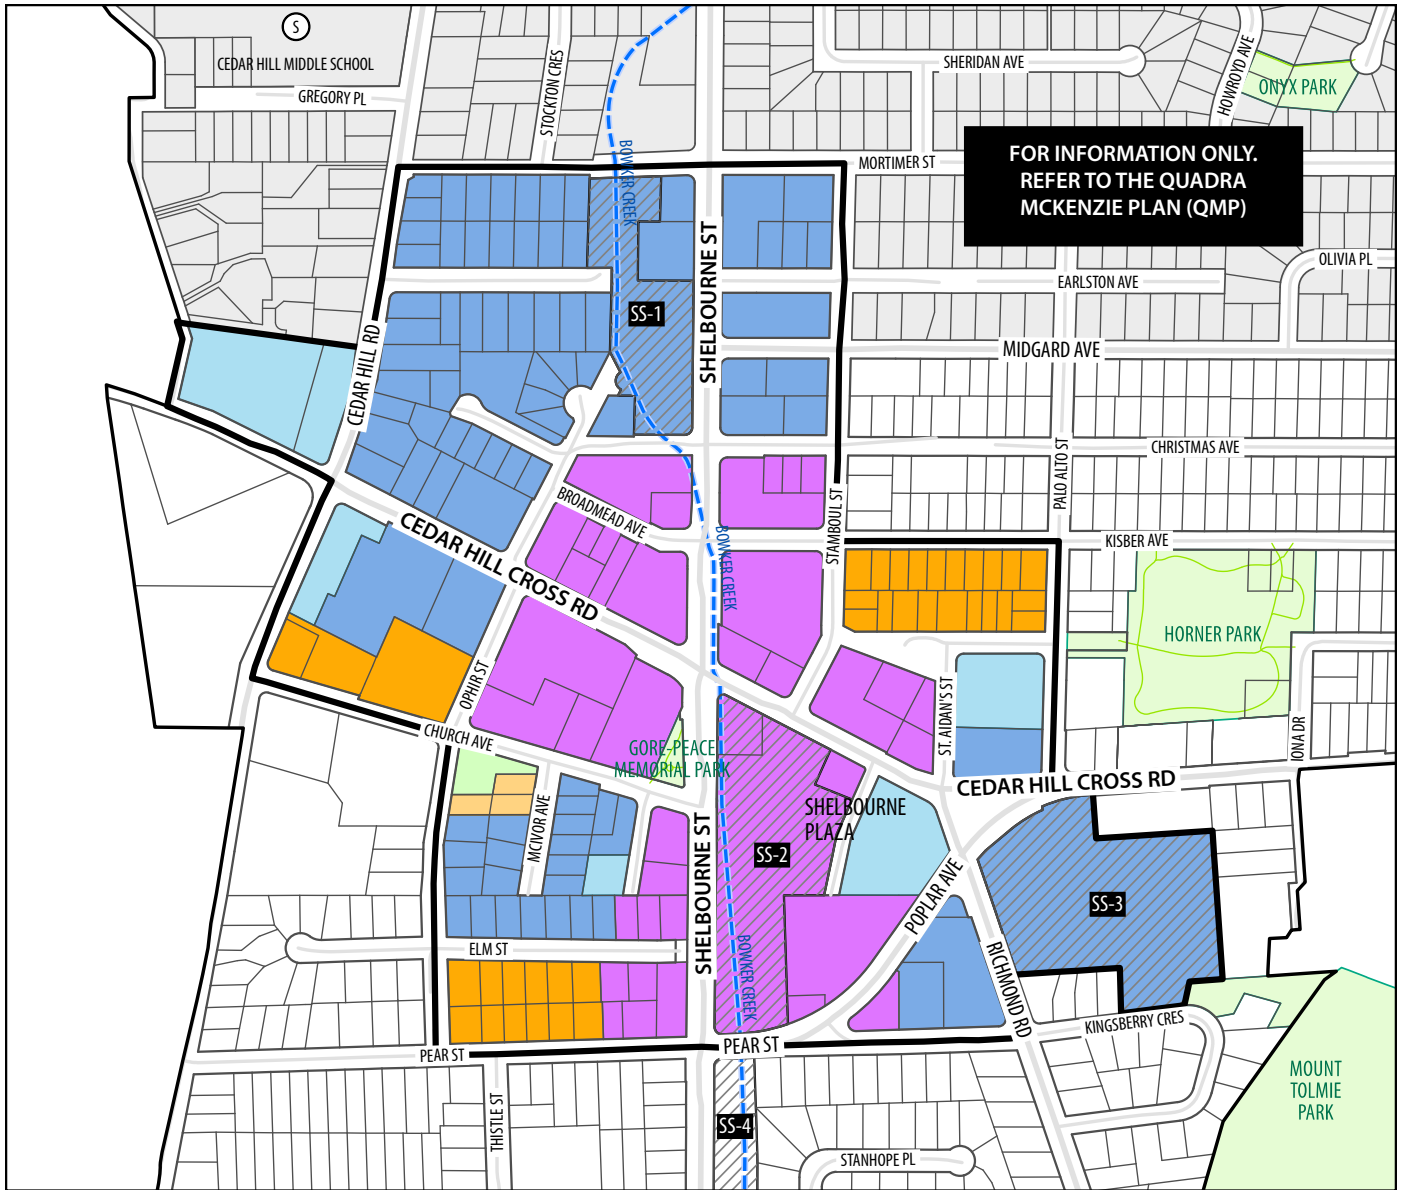 S
CEDAR HILL MIDDLE SCHOOL
GREGORY PL
STOCKTON CRES
SHERIDAN AVE
HOWROYD AVE
ONYX PARK
MORTIMER ST
FOR INFORMATION ONLY.
REFER TO THE QUADRA
MCKENZIE PLAN (QMP)
BOWKER CREEK
SHELBOURNE ST
OLIVIA PL
EARLSTON AVE
SS-1
CEDAR HILL RD
MIDGARD AVE
CHRISTMAS AVE
PALO ALTO ST
BROADMEAD AVE
STAMBOUL ST
CEDAR HILL CROSS RD
BOWKER CREEK
KISBER AVE
HORNER PARK
OPHIR ST
ST. AIDAN'S ST
IONA DR
CHURCH AVE
GORE-PEACE
MEMORIAL PARK
CEDAR HILL CROSS RD
MCIVOR AVE
SHELBOURNE
PLAZA
SHELBOURNE ST
SS-2
POPLAR AVE
SS-3
ELM ST
BOWKER CREEK
RICHMOND RD
KINGSBERRY CRES
PEAR ST
PEAR ST
MOUNT
TOLMIE
PARK
THISTLE ST
SS-4
STANHOPE PL